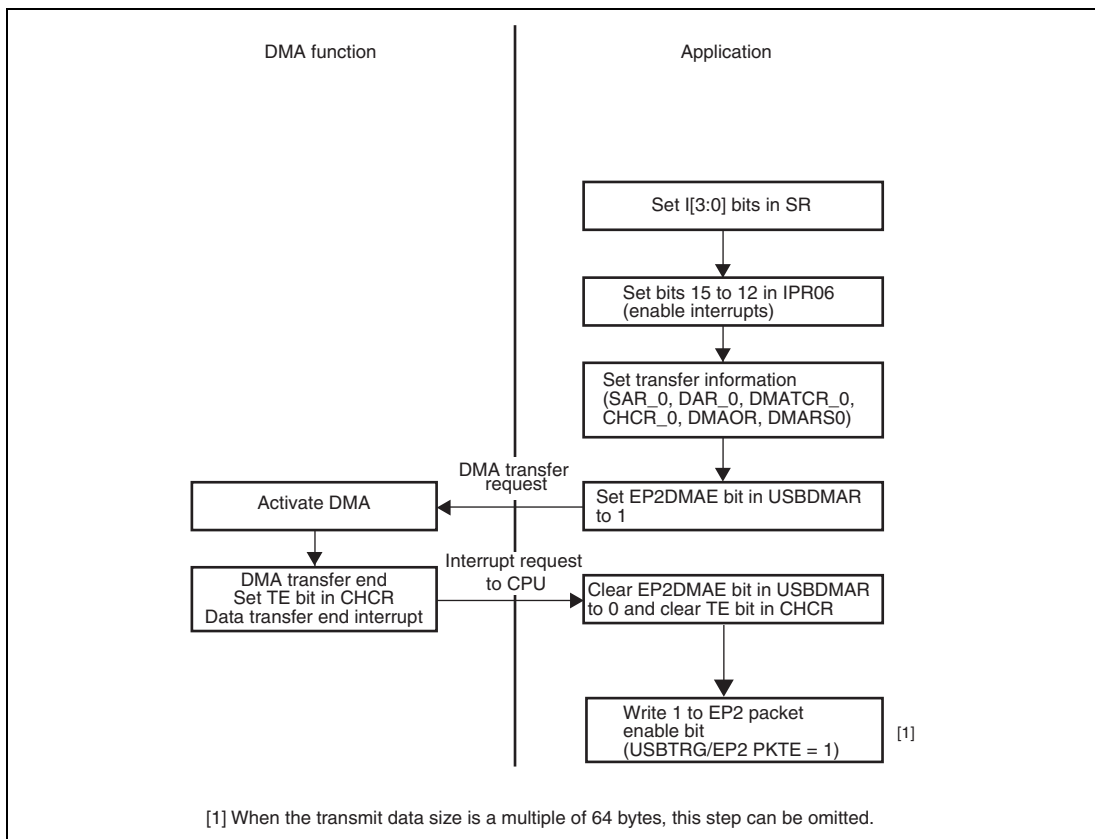 DMA function
Application
Set I[3:0] bits in SR
Set bits 15 to 12 in IPR06
(enable interrupts)
Set transfer information
(SAR_0, DAR_0, DMATCR_0,
CHCR_0, DMAOR, DMARS0)
DMA transfer
request
Activate DMA
Set EP2DMAE bit in USBDMAR
to 1
Interrupt request
to CPU
DMA transfer end
Set TE bit in CHCR
Data transfer end interrupt
Clear EP2DMAE bit in USBDMAR
to 0 and clear TE bit in CHCR
Write 1 to EP2 packet
enable bit
(USBTRG/EP2 PKTE = 1)
[1]
[1] When the transmit data size is a multiple of 64 bytes, this step can be omitted.